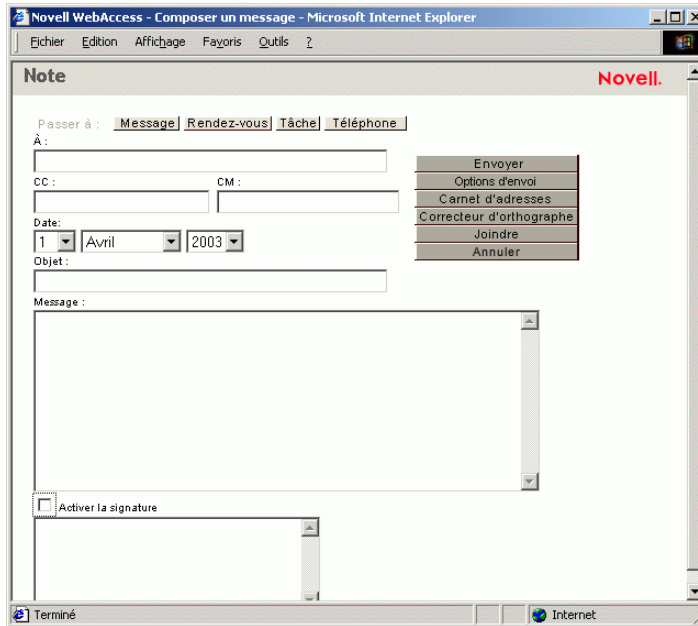 Novell WebAccess - Composer un message - Microsoft Internet Explorer
Fichier Edition Affichage Favoris Outils ?
Note Novell.
Passer à : Message Rendez-vous Tâche Téléphone
À :
Envoyer
CC : CM : Options d'envoi
Carnet d'adresses
Correcteur d'orthographe
Date:
Joindre
1 Avril 2003
Annuler
Objet :
Message :
Activer la signature
Terminé Internet